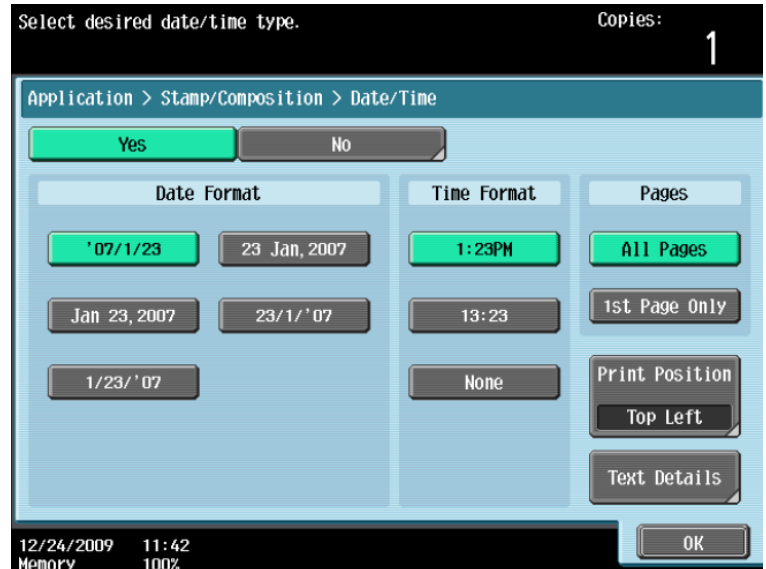 Select desired date/time type.
Copies:
1
Application > Stamp/Composition > Date/Time
Yes
No
Date Format
Time Format
Pages
'07/1/23
23 Jan,2007
1:23PM
All Pages
Jan 23,2007
23/1/'07
13:23
1st Page Only
1/23/'07
None
Print Position
Top Left
Text Details
12/24/2009 11:42
Memory 100%
OK